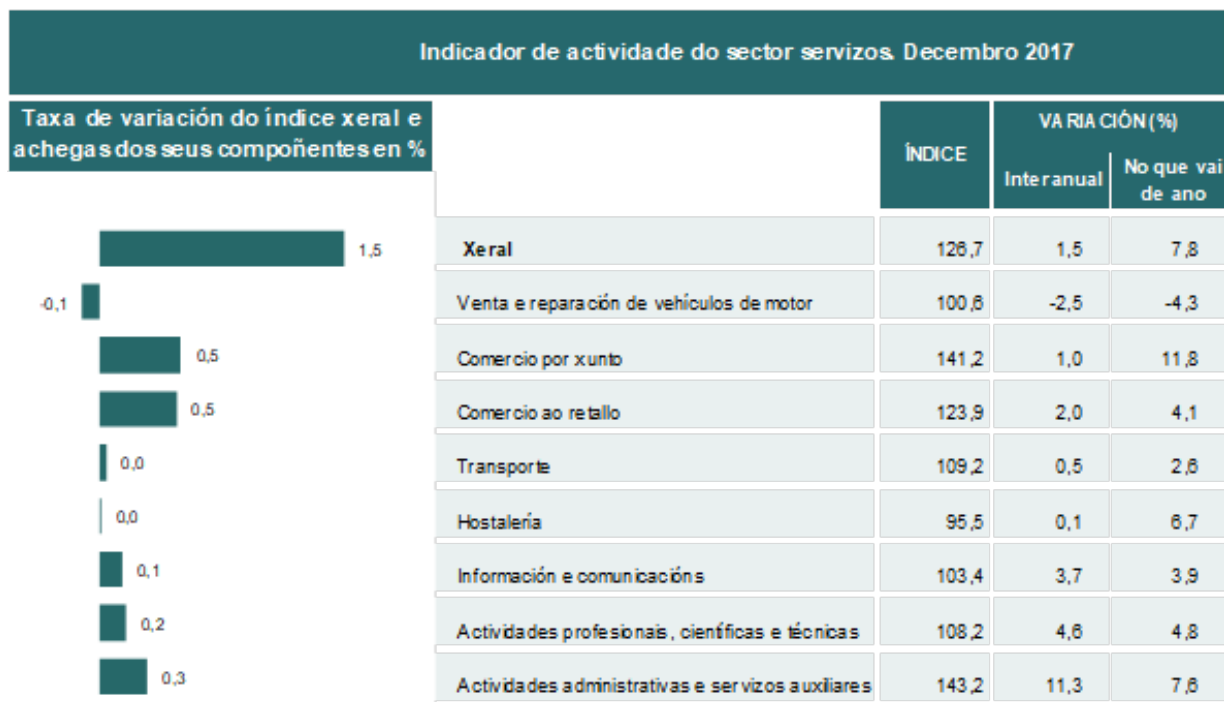 Indicador de actividade do sector servizos. Decembro 2017
Taxa de variación do índice xeral e
achegas dos seus compoñentes en %
ÍNDICE
VARIACIÓN (%)
Interanual
No que vai
de ano
1,5 Xeral 126,7 1,5 7,8
-0,1 Venta e reparación de vehículos de motor 100,6 -2,5 -4,3
0,5 Comercio por xunto 141,2 1,0 11,8
0,5 Comercio ao retallo 123,9 2,0 4,1
0,0 Transporte 109,2 0,5 2,6
0,0 Hostalería 95,5 0,1 6,7
0,1 Información e comunicacións 103,4 3,7 3,9
0,2 Actividades profesionais, científicas e técnicas 108,2 4,6 4,8
0,3 Actividades administrativas e servizos auxiliares 143,2 11,3 7,6